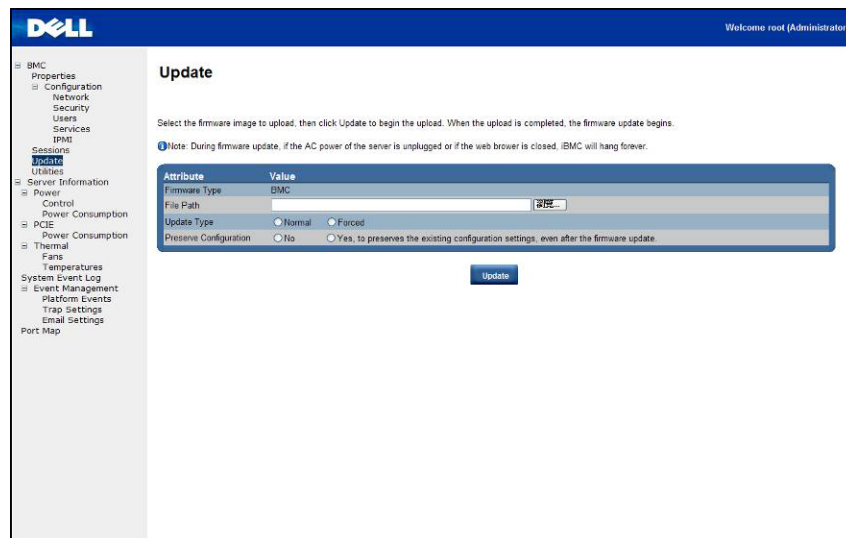 DELL
Welcome root (Administrator
BMC
Properties
Configuration
Network
Security
Users
Services
IPMI
Sessions
Update
Utilities
Server Information
Power
Control
Power Consumption
PCIE
Power Consumption
Thermal
Fans
Temperatures
System Event Log
Event Management
Platform Events
Trap Settings
Email Settings
Port Map
Update
Select the firmware image to upload, then click Update to begin the upload. When the upload is completed, the firmware update begins.
Note: During firmware update, if the AC power of the server is unplugged or if the web brower is closed, iBMC will hang forever.
Attribute Value
Firmware Type BMC
File Path 瀏覽...
Update Type Normal Forced
Preserve Configuration No Yes, to preserves the existing configuration settings, even after the firmware update.
Update